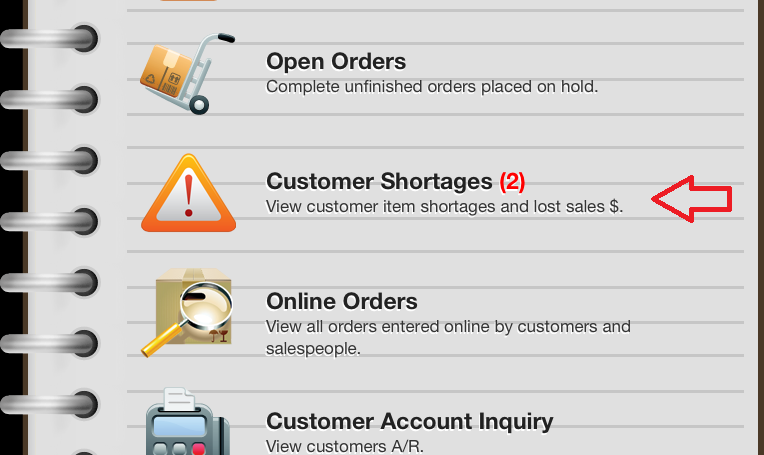 Open Orders
Complete unfinished orders placed on hold.
Customer Shortages (2)
View customer item shortages and lost sales $.
Online Orders
View all orders entered online by customers and
salespeople.
Customer Account Inquiry
View customers A/R.